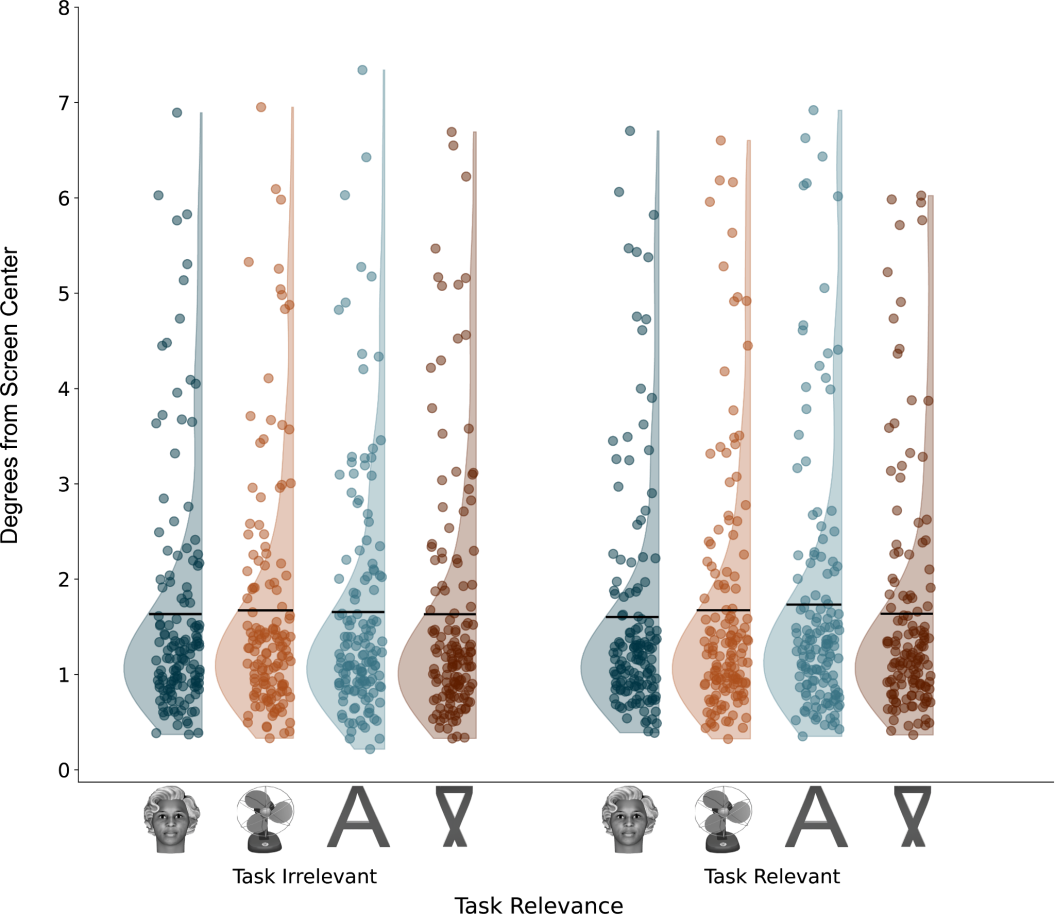 Degrees from Screen Center
8
7
6
5
4
3
2
1
0
A
A
Task Irrelevant
Task Relevant
Task Relevance